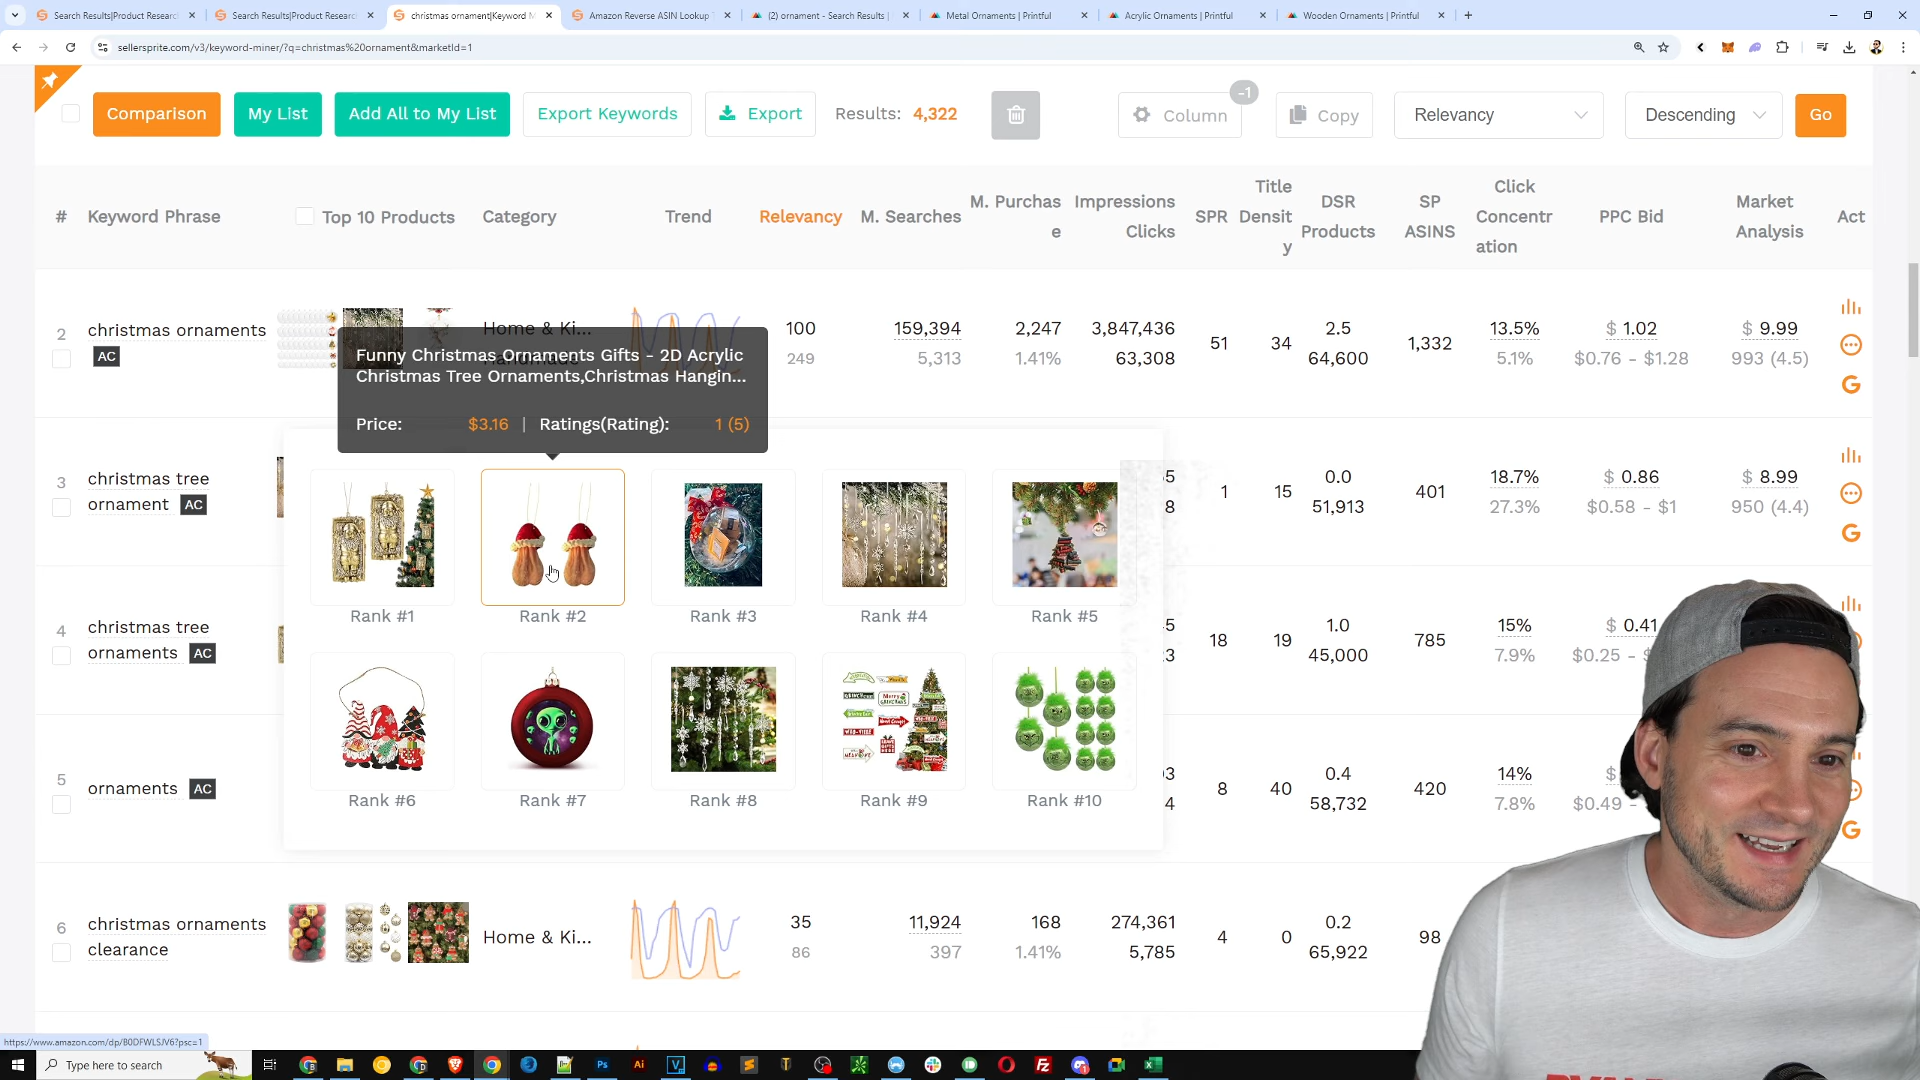 Search Results|Product Researc
Search Results|Product Researc
christmas ornament|Keyword M
Amazon Reverse ASIN Lookup
(2) ornament - Search Results |
Metal Ornaments | Printful
Acrylic Ornaments | Printful
Wooden Ornaments | Printful
sellersprite.com/v3/keyword-miner/?q=christmas%20ornament&marketId=1
Comparison My List Add All to My List Export Keywords Export Results: 4,322 Column -1 Copy Relevancy Descending Go
# Keyword Phrase Top 10 Products Category Trend Relevancy M. Searches M. Purchas
e Impressions
Clicks SPR Title
Densit
y DSR
Products SP
ASINS Click
Concentr
ation PPC Bid Market
Analysis Act
2 christmas ornaments Home & Ki... 100 159,394 2,247 3,847,436 51 34 2.5 1,332 13.5% $ 1.02 $ 9.99
AC 249 5,313 1.41% 63,308 64,600 5.1% $0.76 - $1.28 993 (4.5)
Funny Christmas Ornaments Gifts - 2D Acrylic
Christmas Tree Ornaments,Christmas Hangin...
Price: $3.16 | Ratings(Rating): 1 (5)
3 christmas tree 5 1 15 0.0 401 18.7% $ 0.86 $ 8.99
ornament AC 8 51,913 27.3% $0.58 - $1 950 (4.4)
Rank #1 Rank #2 Rank #3 Rank #4 Rank #5
4 christmas tree 5 18 19 1.0 785 15% $ 0.41
ornaments AC 3 45,000 7.9% $0.25 -
5 ornaments AC 3 8 40 0.4 420 14% $
4 58,732 7.8% $0.49 -
Rank #6 Rank #7 Rank #8 Rank #9 Rank #10
6 christmas ornaments Home & Ki... 35 11,924 168 274,361 4 0 0.2 98
clearance 86 397 1.41% 5,785 65,922
https://www.amazon.com/dp/B0DFWLSJV6?psc=1
Type here to search